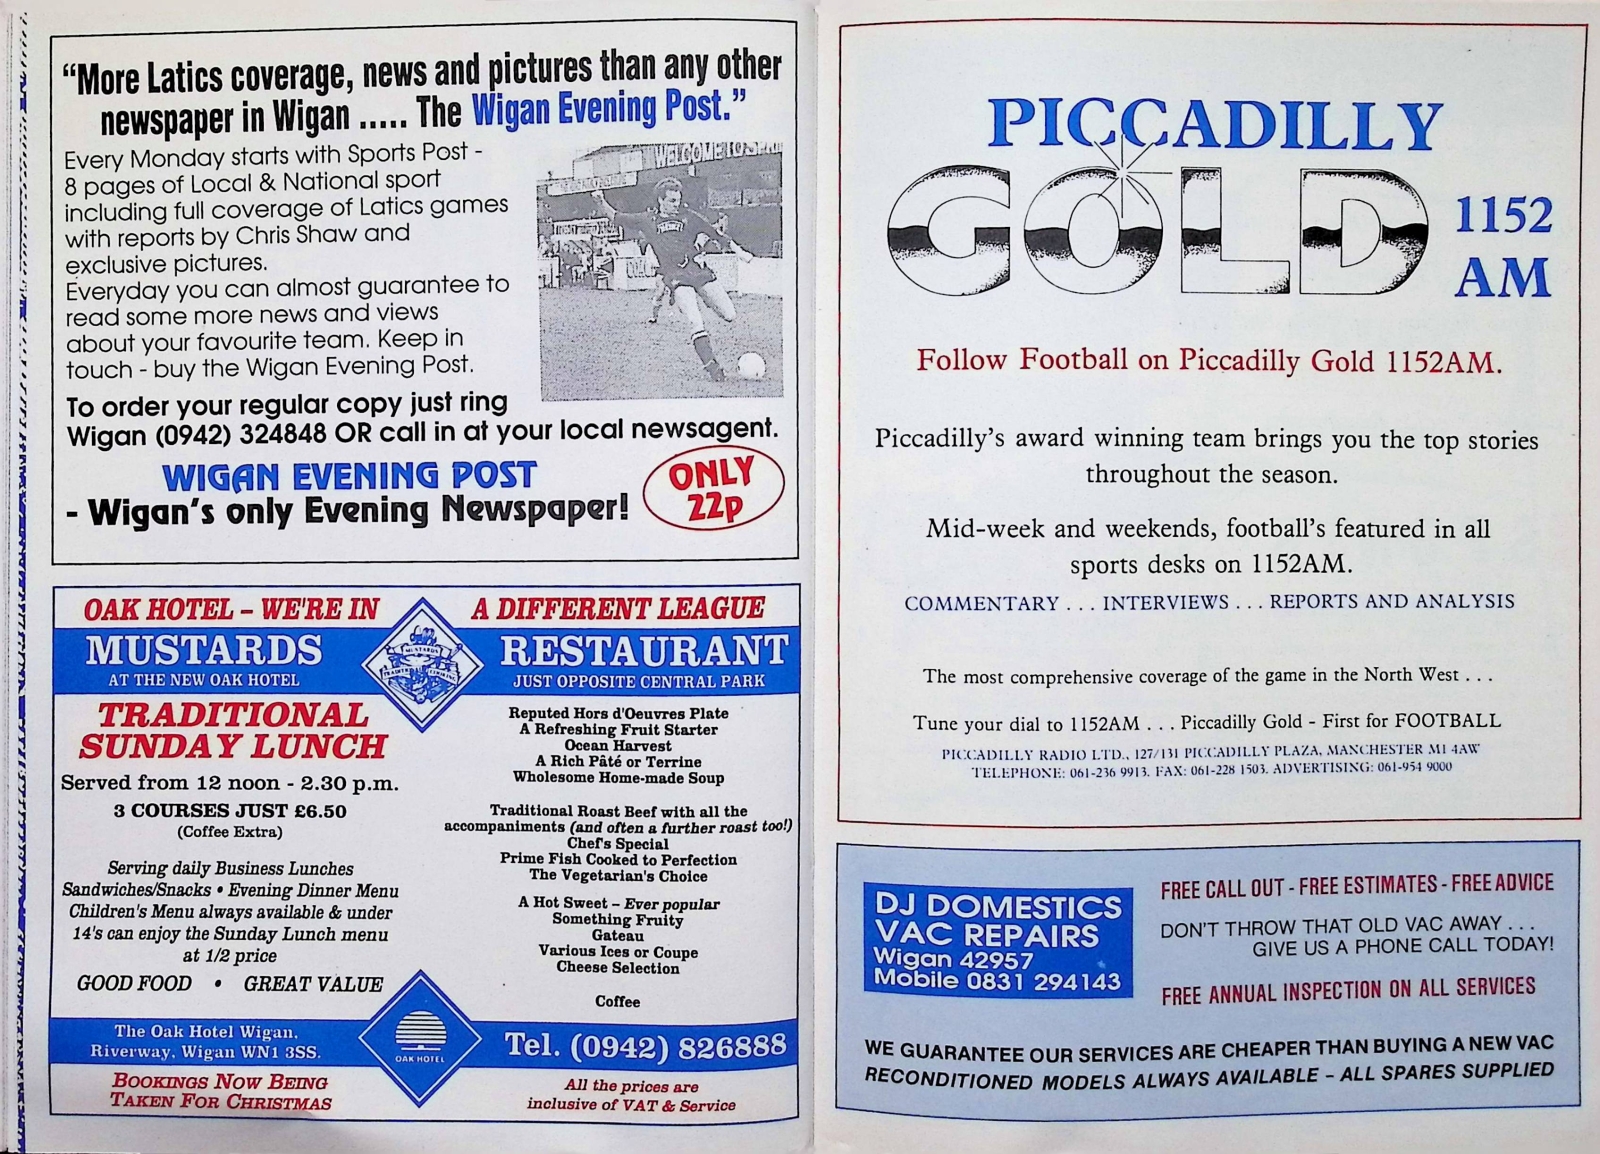 “More Latics coverage, news and pictures than any other
newspaper in Wigan ..... The Wigan Evening Post.”
Every Monday starts with Sports Post -
8 pages of Local & National sport
including full coverage of Latics games
with reports by Chris Shaw and
exclusive pictures.
Everyday you can almost guarantee to
read some more news and views
about your favourite team. Keep in
touch - buy the Wigan Evening Post.
WELCOME TO
To order your regular copy just ring
Wigan (0942) 324848 OR call in at your local newsagent.
WIGAN EVENING POST
- Wigan's only Evening Newspaper!
ONLY
22p
OAK HOTEL – WE'RE IN A DIFFERENT LEAGUE
MUSTARDS RESTAURANT
AT THE NEW OAK HOTEL JUST OPPOSITE CENTRAL PARK
MUSTARDS
TRADITIONAL
SUNDAY LUNCH
Served from 12 noon - 2.30 p.m.
3 COURSES JUST £6.50
(Coffee Extra)
Serving daily Business Lunches
Sandwiches/Snacks • Evening Dinner Menu
Children's Menu always available & under
14's can enjoy the Sunday Lunch menu
at 1/2 price
GOOD FOOD • GREAT VALUE
Reputed Hors d'Oeuvres Plate
A Refreshing Fruit Starter
Ocean Harvest
A Rich Pâté or Terrine
Wholesome Home-made Soup
Traditional Roast Beef with all the
accompaniments (and often a further roast too!)
Chef's Special
Prime Fish Cooked to Perfection
The Vegetarian's Choice
A Hot Sweet – Ever popular
Something Fruity
Gateau
Various Ices or Coupe
Cheese Selection
Coffee
The Oak Hotel Wigan,
Riverway, Wigan WN1 3SS.
OAK HOTEL
Tel. (0942) 826888
BOOKINGS NOW BEING
TAKEN FOR CHRISTMAS
All the prices are
inclusive of VAT & Service
PICCADILLY
GOLD
1152
AM
Follow Football on Piccadilly Gold 1152AM.
Piccadilly's award winning team brings you the top stories
throughout the season.
Mid-week and weekends, football's featured in all
sports desks on 1152AM.
COMMENTARY . . . INTERVIEWS . . . REPORTS AND ANALYSIS
The most comprehensive coverage of the game in the North West . . .
Tune your dial to 1152AM . . . Piccadilly Gold - First for FOOTBALL
PICCADILLY RADIO LTD., 127/131 PICCADILLY PLAZA, MANCHESTER M1 4AW
TELEPHONE: 061-236 9913. FAX: 061-228 1503. ADVERTISING: 061-954 9000
DJ DOMESTICS
VAC REPAIRS
Wigan 42957
Mobile 0831 294143
FREE CALL OUT - FREE ESTIMATES - FREE ADVICE
DON'T THROW THAT OLD VAC AWAY . . .
GIVE US A PHONE CALL TODAY!
FREE ANNUAL INSPECTION ON ALL SERVICES
WE GUARANTEE OUR SERVICES ARE CHEAPER THAN BUYING A NEW VAC
RECONDITIONED MODELS ALWAYS AVAILABLE – ALL SPARES SUPPLIED